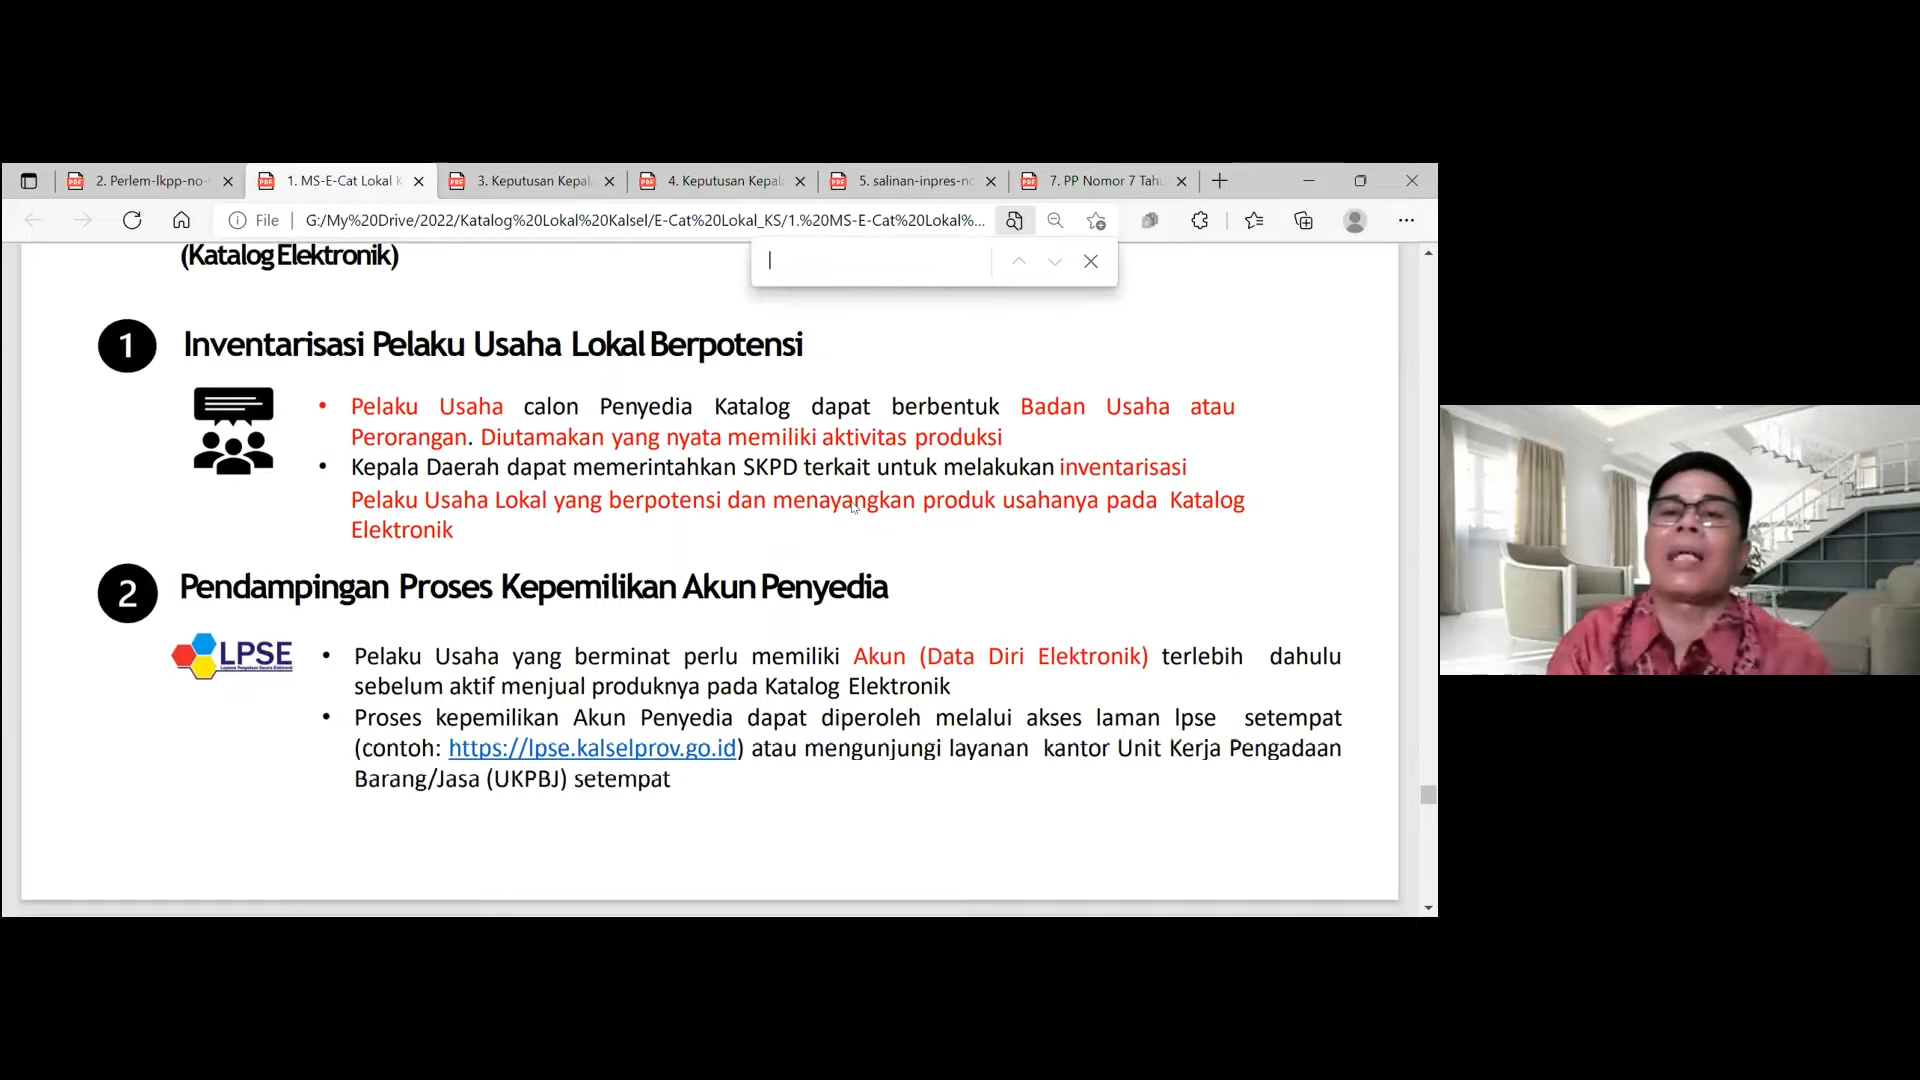 2. Perlem-lkpp-no-
1. MS-E-Cat Lokal K
3. Keputusan Kepal
4. Keputusan Kepal
5. salinan-inpres-no
7. PP Nomor 7 Tahu
File
G:/My%20Drive/2022/Katalog%20Lokal%20Kalsel/E-Cat%20Lokal_KS/1.%20MS-E-Cat%20Lokal%...
(Katalog Elektronik)
1 Inventarisasi Pelaku Usaha Lokal Berpotensi
• Pelaku Usaha calon Penyedia Katalog dapat berbentuk Badan Usaha atau
Perorangan. Diutamakan yang nyata memiliki aktivitas produksi
• Kepala Daerah dapat memerintahkan SKPD terkait untuk melakukan inventarisasi
Pelaku Usaha Lokal yang berpotensi dan menayangkan produk usahanya pada Katalog
Elektronik
2 Pendampingan Proses Kepemilikan Akun Penyedia
LPSE
Layanan Pengadaan Secara Elektronik
• Pelaku Usaha yang berminat perlu memiliki Akun (Data Diri Elektronik) terlebih dahulu
sebelum aktif menjual produknya pada Katalog Elektronik
• Proses kepemilikan Akun Penyedia dapat diperoleh melalui akses laman lpse setempat
(contoh: https://lpse.kalselprov.go.id) atau mengunjungi layanan kantor Unit Kerja Pengadaan
Barang/Jasa (UKPBJ) setempat